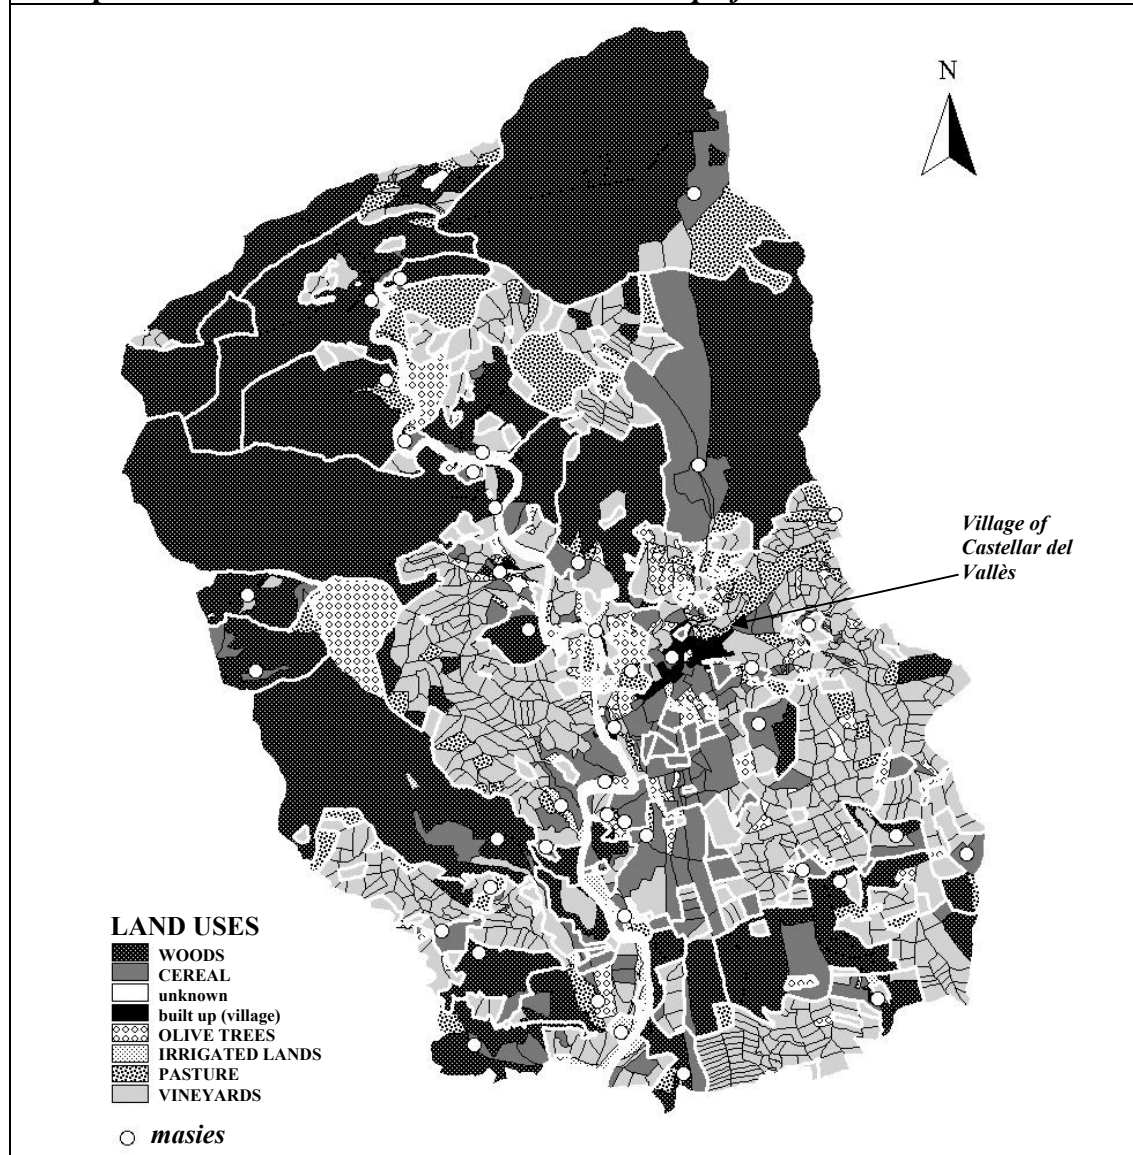 N
Village of
Castellar del
Vallès
LAND USES
WOODS
CEREAL
unknown
built up (village)
OLIVE TREES
IRRIGATED LANDS
PASTURE
VINEYARDS
masies